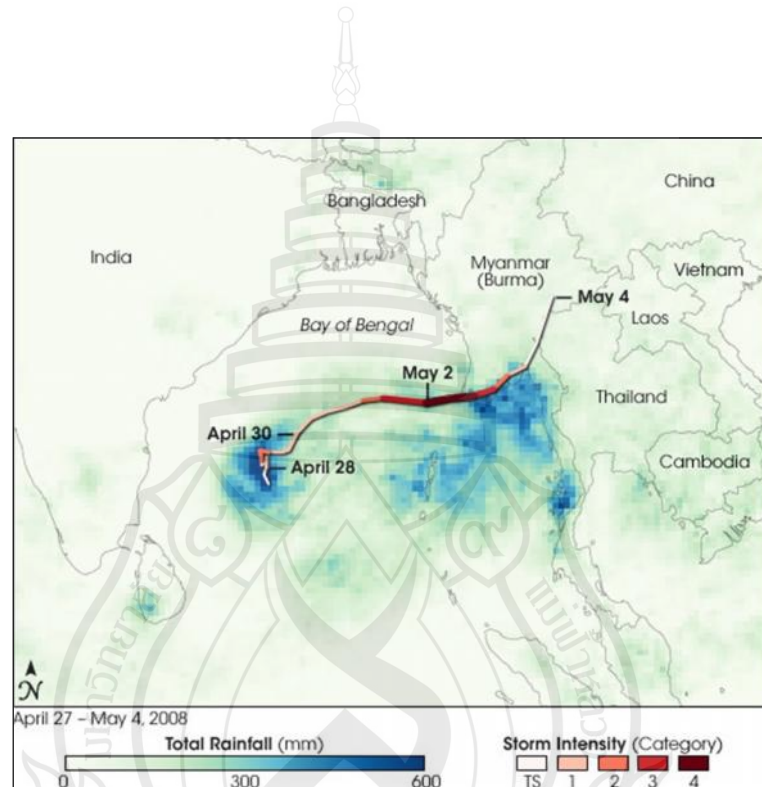 China
Bangladesh
India
Myanmar
(Burma)
Vietnam
May 4
Laos
Bay of Bengal
May 2
Thailand
April 30
Cambodia
April 28
N
April 27 – May 4, 2008
Total Rainfall (mm)
0 300 600
Storm Intensity (Category)
TS 1 2 3 4